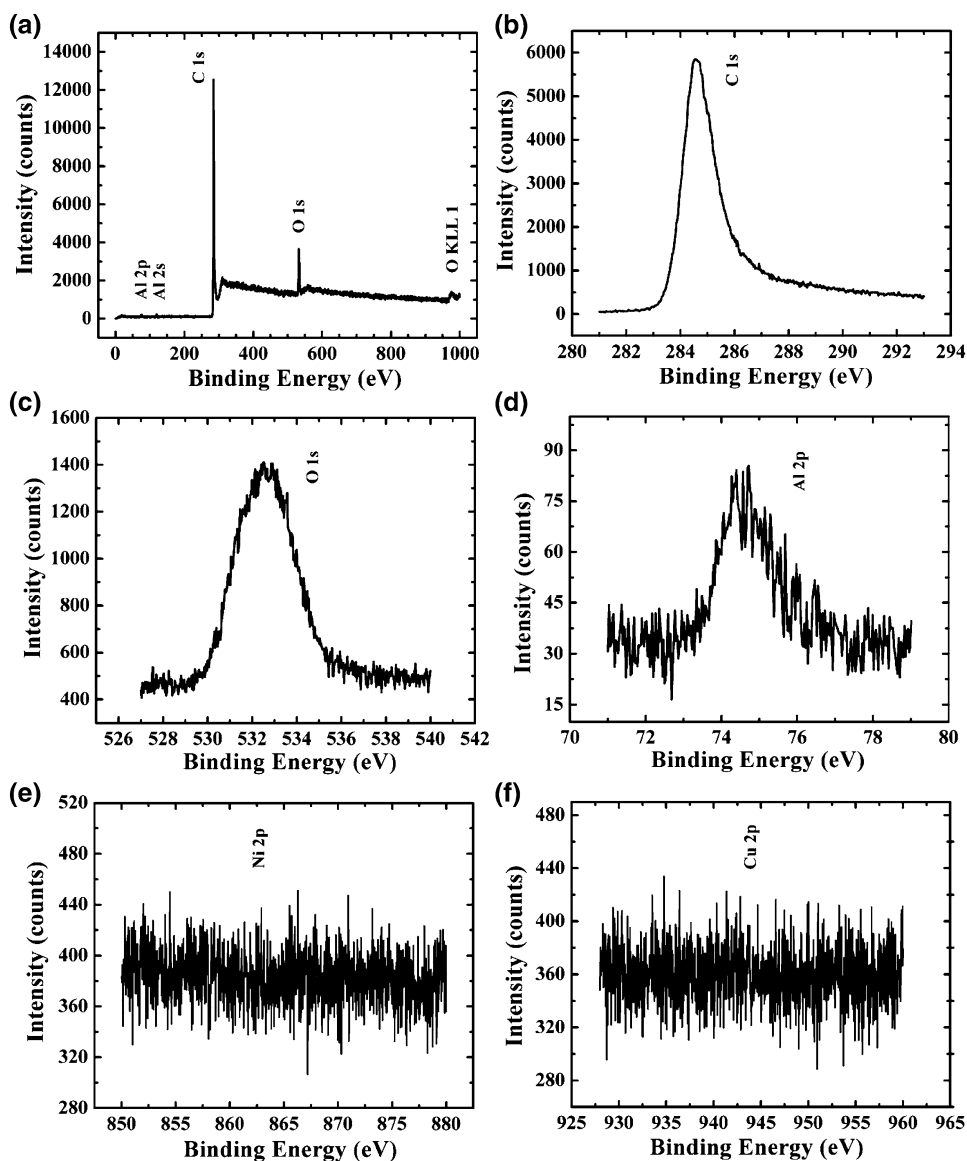 (a)
14000
12000
10000
8000
6000
4000
2000
0
Intensity (counts)
C 1s
Al 2p
Al 2s
O 1s
O KLL 1
0 200 400 600 800 1000
Binding Energy (eV)
(b)
6000
5000
4000
3000
2000
1000
0
Intensity (counts)
C 1s
280 282 284 286 288 290 292 294
Binding Energy (eV)
(c)
1600
1400
1200
1000
800
600
400
Intensity (counts)
O 1s
526 528 530 532 534 536 538 540 542
Binding Energy (eV)
(d)
90
75
60
45
30
15
Intensity (counts)
Al 2p
70 72 74 76 78 80
Binding Energy (eV)
(e)
520
480
440
400
380
360
320
280
Intensity (counts)
Ni 2p
850 855 860 865 870 875 880
Binding Energy (eV)
(f)
480
440
400
360
320
280
Intensity (counts)
Cu 2p
925 930 935 940 945 950 955 960 965
Binding Energy (eV)